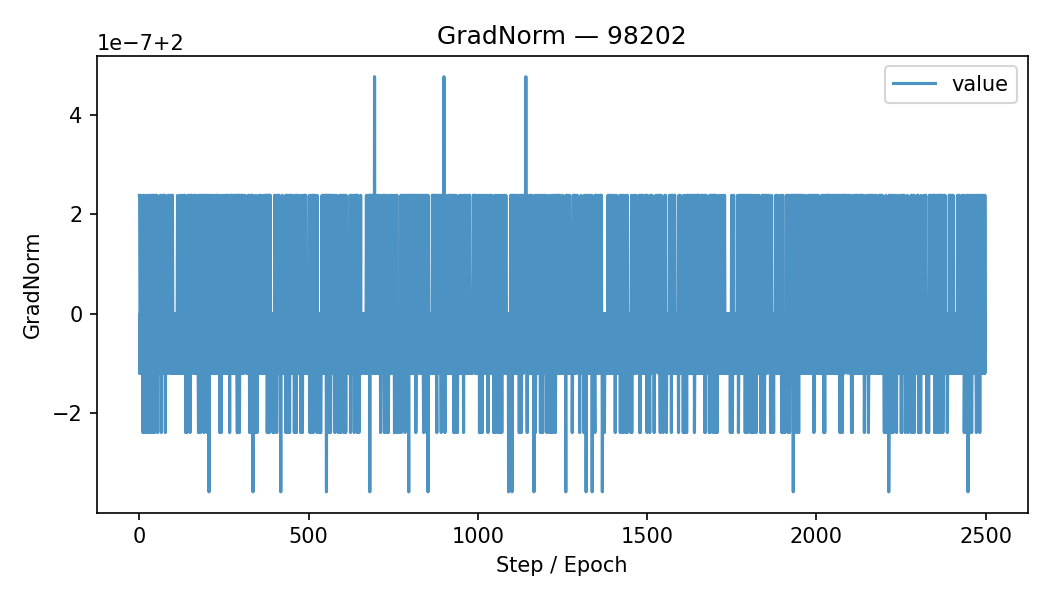 GradNorm — 98202
1e−7+2
value
4
2
0
−2
GradNorm
0 500 1000 1500 2000 2500
Step / Epoch